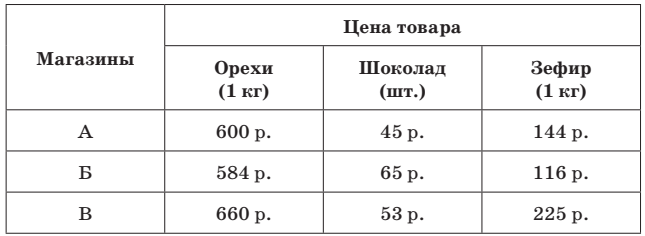 Магазины
Цена товара
Орехи
(1 кг)
Шоколад
(шт.)
Зефир
(1 кг)
А 600 р. 45 р. 144 р.
Б 584 р. 65 р. 116 р.
В 660 р. 53 р. 225 р.